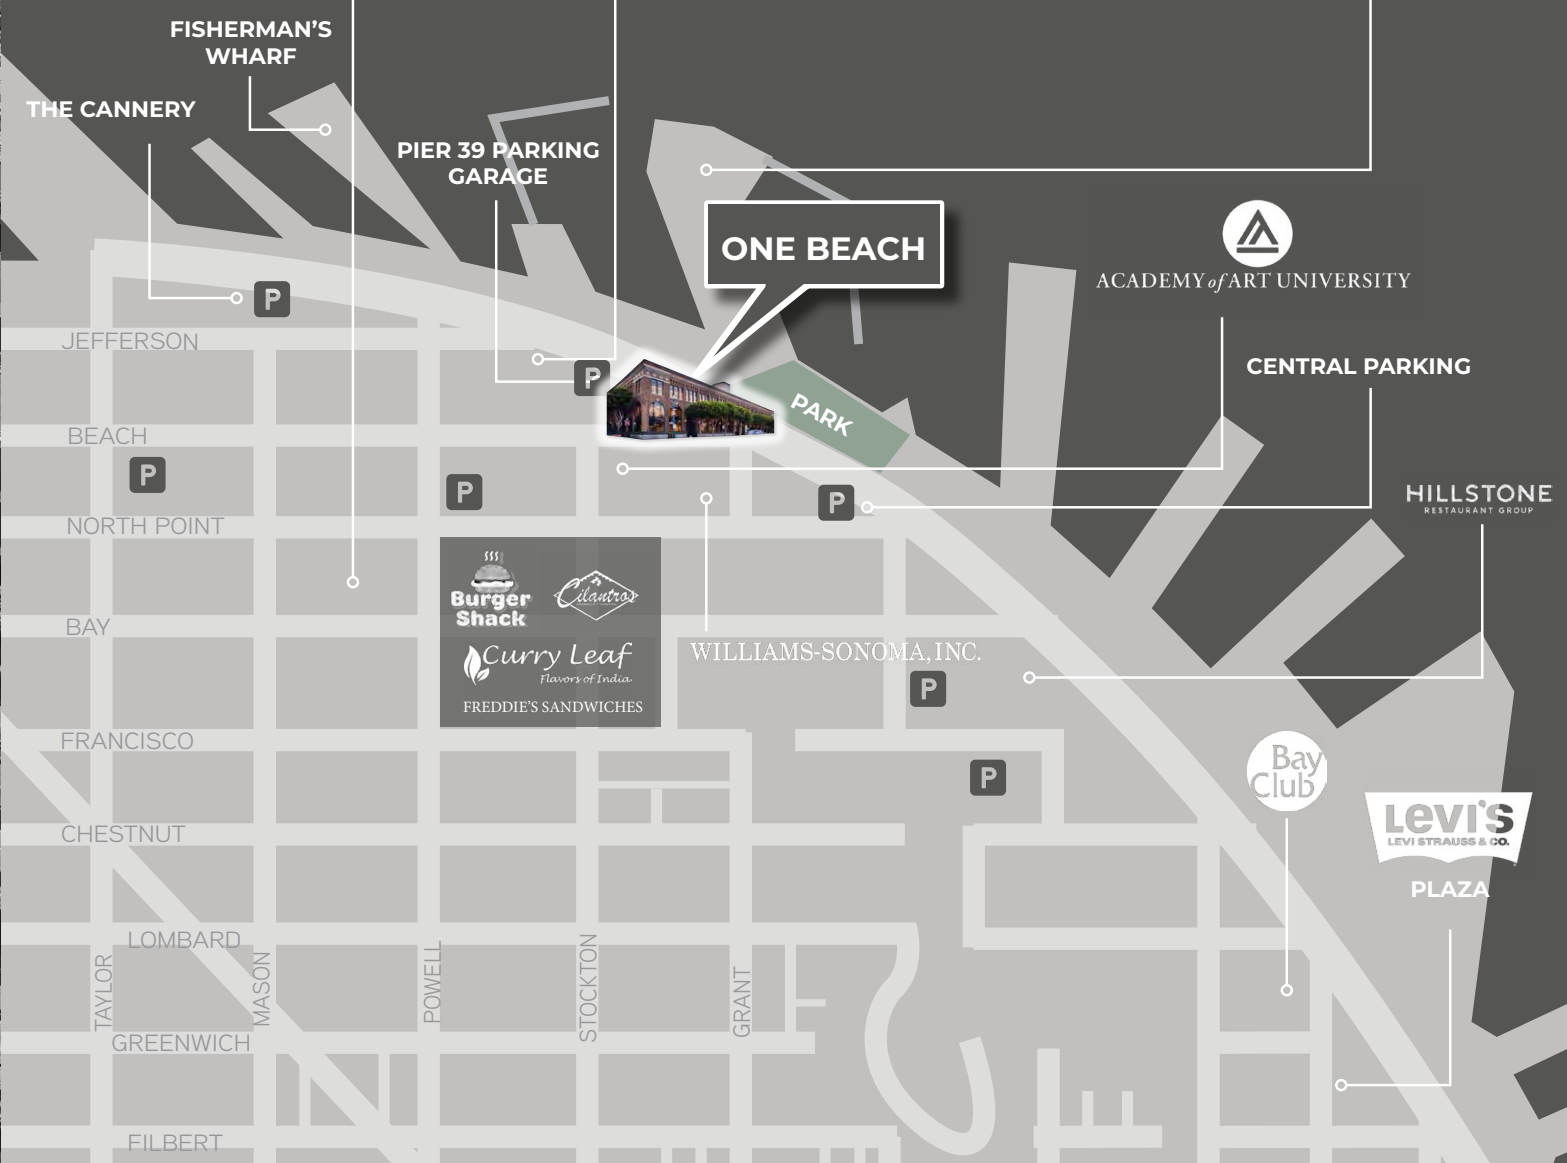 FISHERMAN'S
WHARF
THE CANNERY
PIER 39 PARKING
GARAGE
ONE BEACH
ACADEMY of ART UNIVERSITY
P
JEFFERSON
CENTRAL PARKING
P
PARK
BEACH
P
P
P
HILLSTONE
RESTAURANT GROUP
NORTH POINT
Burger
Shack
Cilantros
BAY
Curry Leaf
Flavors of India
WILLIAMS-SONOMA, INC.
P
FREDDIE'S SANDWICHES
FRANCISCO
P
Bay
Club
LEVI'S
LEVI STRAUSS & CO.
PLAZA
CHESTNUT
LOMBARD
TAYLOR
MASON
POWELL
STOCKTON
GRANT
GREENWICH
FILBERT